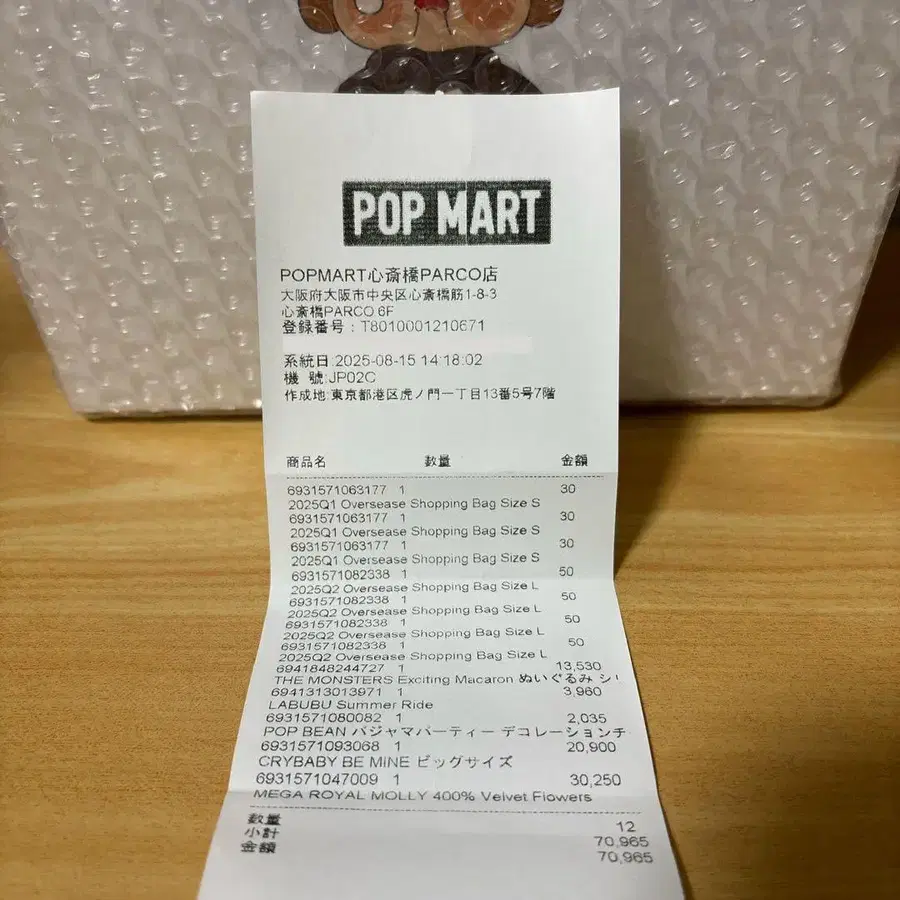 POP MART
POPMART心斎橋PARCO店
大阪府大阪市中央区心斎橋筋1-8-3
心斎橋PARCO 6F
登録番号：T8010001210671
系統日:2025-08-15 14:18:02
機 號:JP02C
作成地:東京都港区虎ノ門一丁目13番5号7階
商品名 数量 金額
6931571063177 1 30
2025Q1 Oversease Shopping Bag Size S
6931571063177 1 30
2025Q1 Oversease Shopping Bag Size S
6931571063177 1 30
2025Q1 Oversease Shopping Bag Size S
6931571082338 1 50
2025Q2 Oversease Shopping Bag Size L
6931571082338 1 50
2025Q2 Oversease Shopping Bag Size L
6931571082338 1 50
2025Q2 Oversease Shopping Bag Size L
6931571082338 1 50
2025Q2 Oversease Shopping Bag Size L
6941848244727 1 13,530
THE MONSTERS Exciting Macaron ぬいぐるみ シ
6941313013971 1 3,960
LABUBU Summer Ride
6931571080082 1 2,035
POP BEAN パジャマパーティー デコレーションチ
6931571093068 1 20,900
CRYBABY BE MINE ビッグサイズ
6931571047009 1 30,250
MEGA ROYAL MOLLY 400% Velvet Flowers
数量 12
小計 70,965
金額 70,965